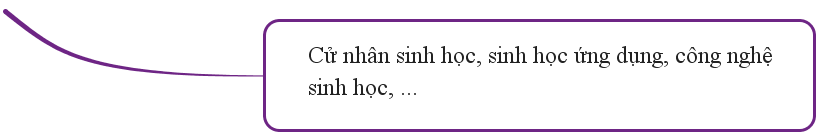 Cử nhân sinh học, sinh học ứng dụng, công nghệ
sinh học, ...